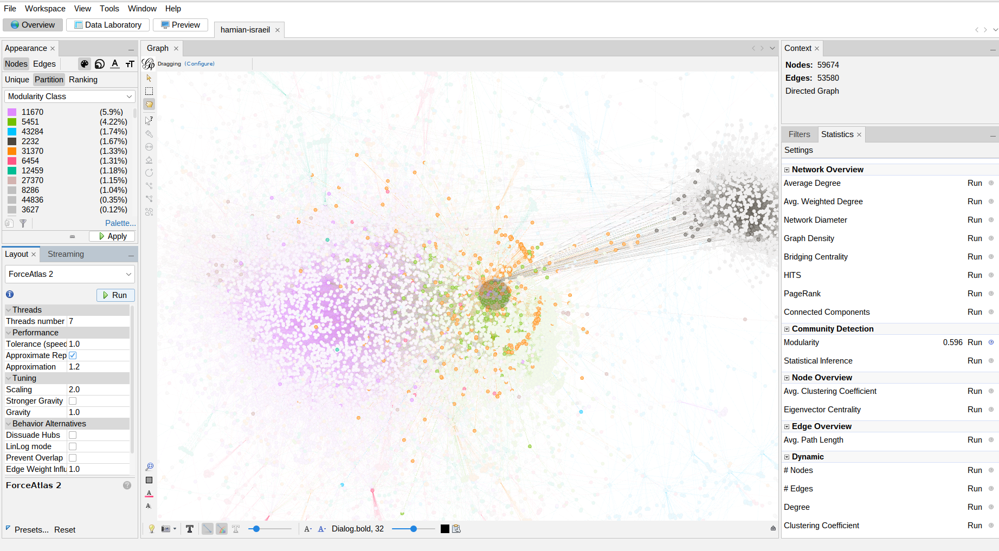 File Workspace View Tools Window Help
Overview Data Laboratory Preview hamian-israeil
Appearance
Nodes Edges A TT
Unique Partition Ranking
Modularity Class
11670 (5.9%)
5451 (4.22%)
43284 (1.74%)
2232 (1.67%)
31370 (1.33%)
6454 (1.31%)
12459 (1.18%)
27370 (1.15%)
8286 (1.04%)
44836 (0.35%)
3627 (0.12%)
Palette...
Apply
Layout Streaming
ForceAtlas 2
Run
Threads
Threads number 7
Performance
Tolerance (speed 1.0
Approximate Rep
Approximation 1.2
Tuning
Scaling 2.0
Stronger Gravity
Gravity 1.0
Behavior Alternatives
Dissuade Hubs
LinLog mode
Prevent Overlap
Edge Weight Influ 1.0
ForceAtlas 2
Presets... Reset
Graph
Dragging (Configure)
T T A- A- Dialog.bold, 32
Context
Nodes: 59674
Edges: 53580
Directed Graph
Filters Statistics
Settings
Network Overview
Average Degree Run
Avg. Weighted Degree Run
Network Diameter Run
Graph Density Run
Bridging Centrality Run
HITS Run
PageRank Run
Connected Components Run
Community Detection
Modularity 0.596 Run
Statistical Inference Run
Node Overview
Avg. Clustering Coefficient Run
Eigenvector Centrality Run
Edge Overview
Avg. Path Length Run
Dynamic
# Nodes Run
# Edges Run
Degree Run
Clustering Coefficient Run